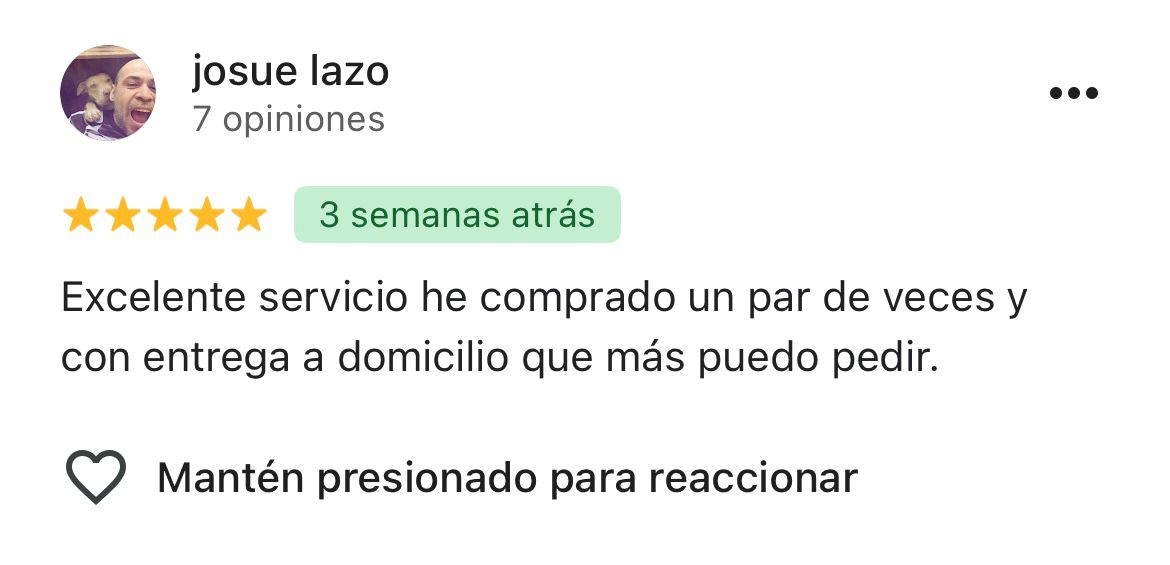 josue lazo
7 opiniones
3 semanas atrás
Excelente servicio he comprado un par de veces y
con entrega a domicilio que más puedo pedir.
Mantén presionado para reaccionar